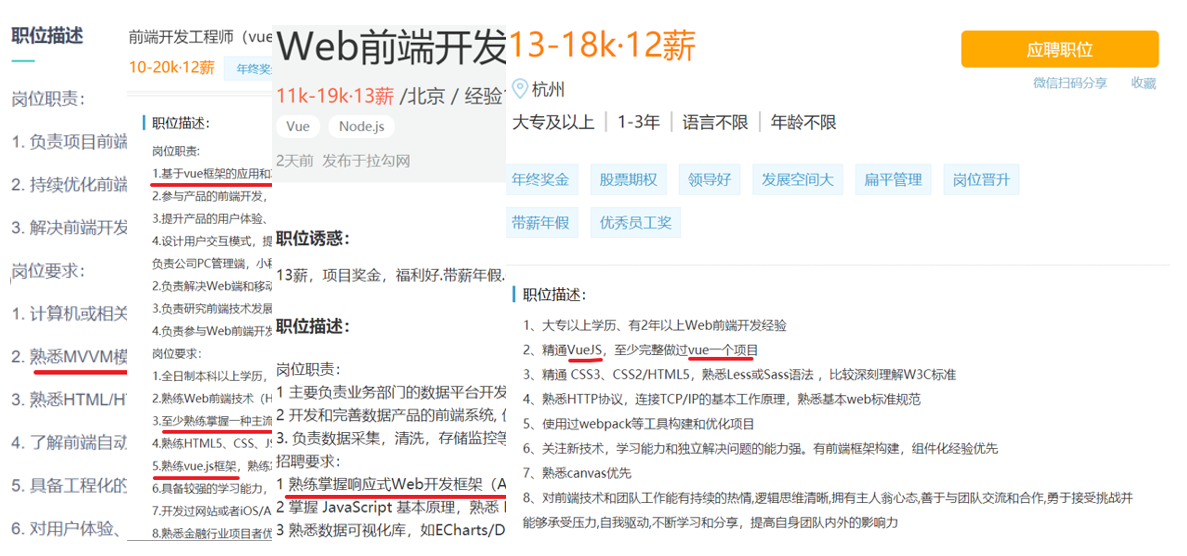 职位描述
岗位职责:
1. 负责项目前端
2. 持续优化前端
3. 解决前端开发
岗位要求:
1. 计算机或相关
2. 熟悉MVVM模
3. 熟悉HTML/H
4. 了解前端自动
5. 具备工程化的
6. 对用户体验、
前端开发工程师（vue
10-20k·12薪
年终奖
职位描述:
岗位职责:
1.基于vue框架的应用和
2.参与产品的前端开发,
3.提升产品的用户体验、
4.设计用户交互模式，提
负责公司PC管理端，小
2.负责解决Web端和移动
3.负责研究前端技术发展
4.负责参与Web前端开发
岗位要求:
1.全日制本科以上学历,
2.熟练Web前端技术（H
3.至少熟练掌握一种主流
4.熟练HTML5、CSS、JS
5.熟练vue.js框架，熟练
6.具备较强的学习能力,
7.开发过网站或者iOS/A
8.熟悉金融行业项目者优
Web前端开发
11k-19k·13薪 /北京 / 经验
Vue
Node.js
2天前 发布于拉勾网
职位诱惑:
13薪，项目奖金，福利好.带薪年假.
职位描述:
岗位职责:
1 主要负责业务部门的数据平台开发
2 开发和完善数据产品的前端系统,
3. 负责数据采集，清洗，存储监控等
招聘要求:
1 熟练掌握响应式Web开发框架（A
2 掌握 JavaScript 基本原理，熟悉
3 熟悉数据可视化库，如ECharts/D
13-18k·12薪
应聘职位
微信扫码分享 收藏
杭州
大专及以上 1-3年 语言不限 年龄不限
年终奖金 股票期权 领导好 发展空间大 扁平管理 岗位晋升
带薪年假 优秀员工奖
职位描述:
1、大专以上学历、有2年以上Web前端开发经验
2、精通VueJS，至少完整做过vue一个项目
3、精通 CSS3、CSS2/HTML5，熟悉Less或Sass语法 ，比较深刻理解W3C标准
4、熟悉HTTP协议，连接TCP/IP的基本工作原理，熟悉基本web标准规范
5、使用过webpack等工具构建和优化项目
6、关注新技术，学习能力和独立解决问题的能力强。有前端框架构建，组件化经验优先
7、熟悉canvas优先
8、对前端技术和团队工作能有持续的热情,逻辑思维清晰,拥有主人翁心态,善于与团队交流和合作,勇于接受挑战并
能够承受压力,自我驱动,不断学习和分享，提高自身团队内外的影响力